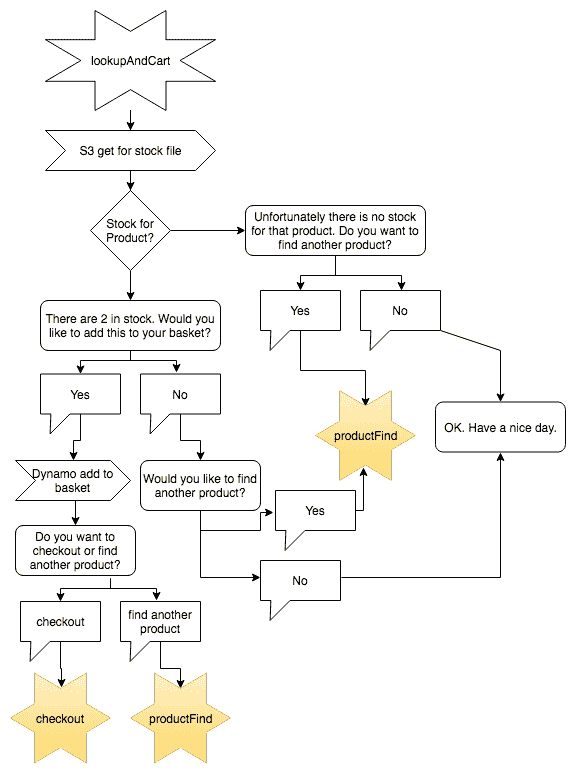 lookupAndCart
S3 get for stock file
Stock for
Product?
Unfortunately there is no stock
for that product. Do you want to
find another product?
Yes
No
There are 2 in stock. Would you
like to add this to your basket?
Yes
No
productFind
OK. Have a nice day.
Dynamo add to
basket
Would you like to find
another product?
Yes
Do you want to
checkout or find
another product?
No
checkout
find another
product
checkout
productFind